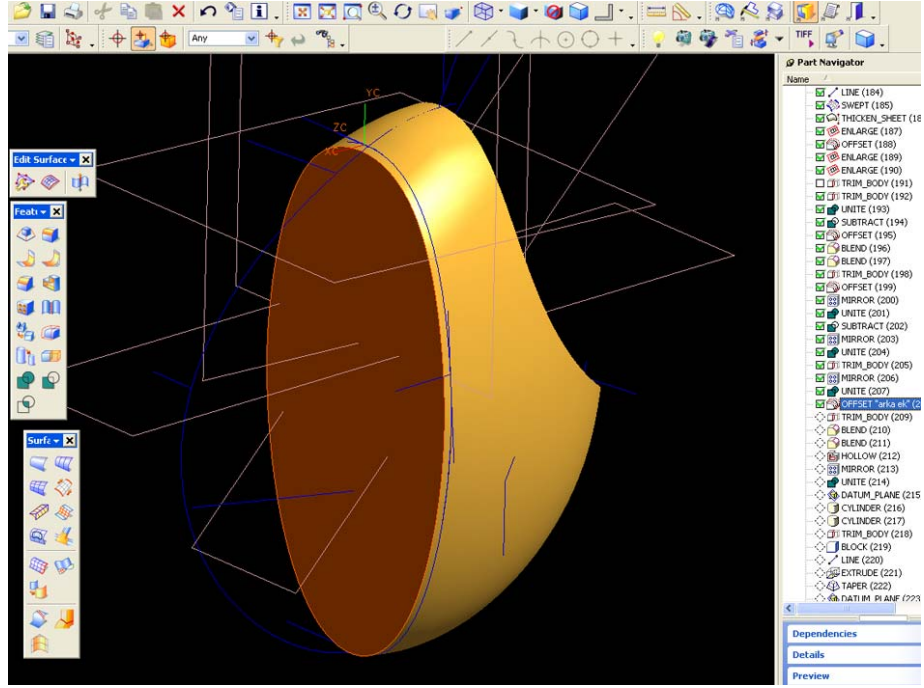 Any
TIFF
Part Navigator
Name
LINE (184)
SWEPT (185)
THICKEN_SHEET (18
ENLARGE (187)
OFFSET (188)
ENLARGE (189)
ENLARGE (190)
TRIM_BODY (191)
TRIM_BODY (192)
UNITE (193)
SUBTRACT (194)
OFFSET (195)
BLEND (196)
BLEND (197)
TRIM_BODY (198)
OFFSET (199)
MIRROR (200)
UNITE (201)
SUBTRACT (202)
MIRROR (203)
UNITE (204)
TRIM_BODY (205)
MIRROR (206)
UNITE (207)
OFFSET "arka ek" (2
TRIM_BODY (209)
BLEND (210)
BLEND (211)
HOLLOW (212)
MIRROR (213)
UNITE (214)
DATUM_PLANE (215
CYLINDER (216)
CYLINDER (217)
TRIM_BODY (218)
BLOCK (219)
LINE (220)
EXTRUDE (221)
TAPER (222)
DATUM_PLANE (223
Dependencies
Details
Preview
YC
ZC
XC
Edit Surface
Featu
Surfa